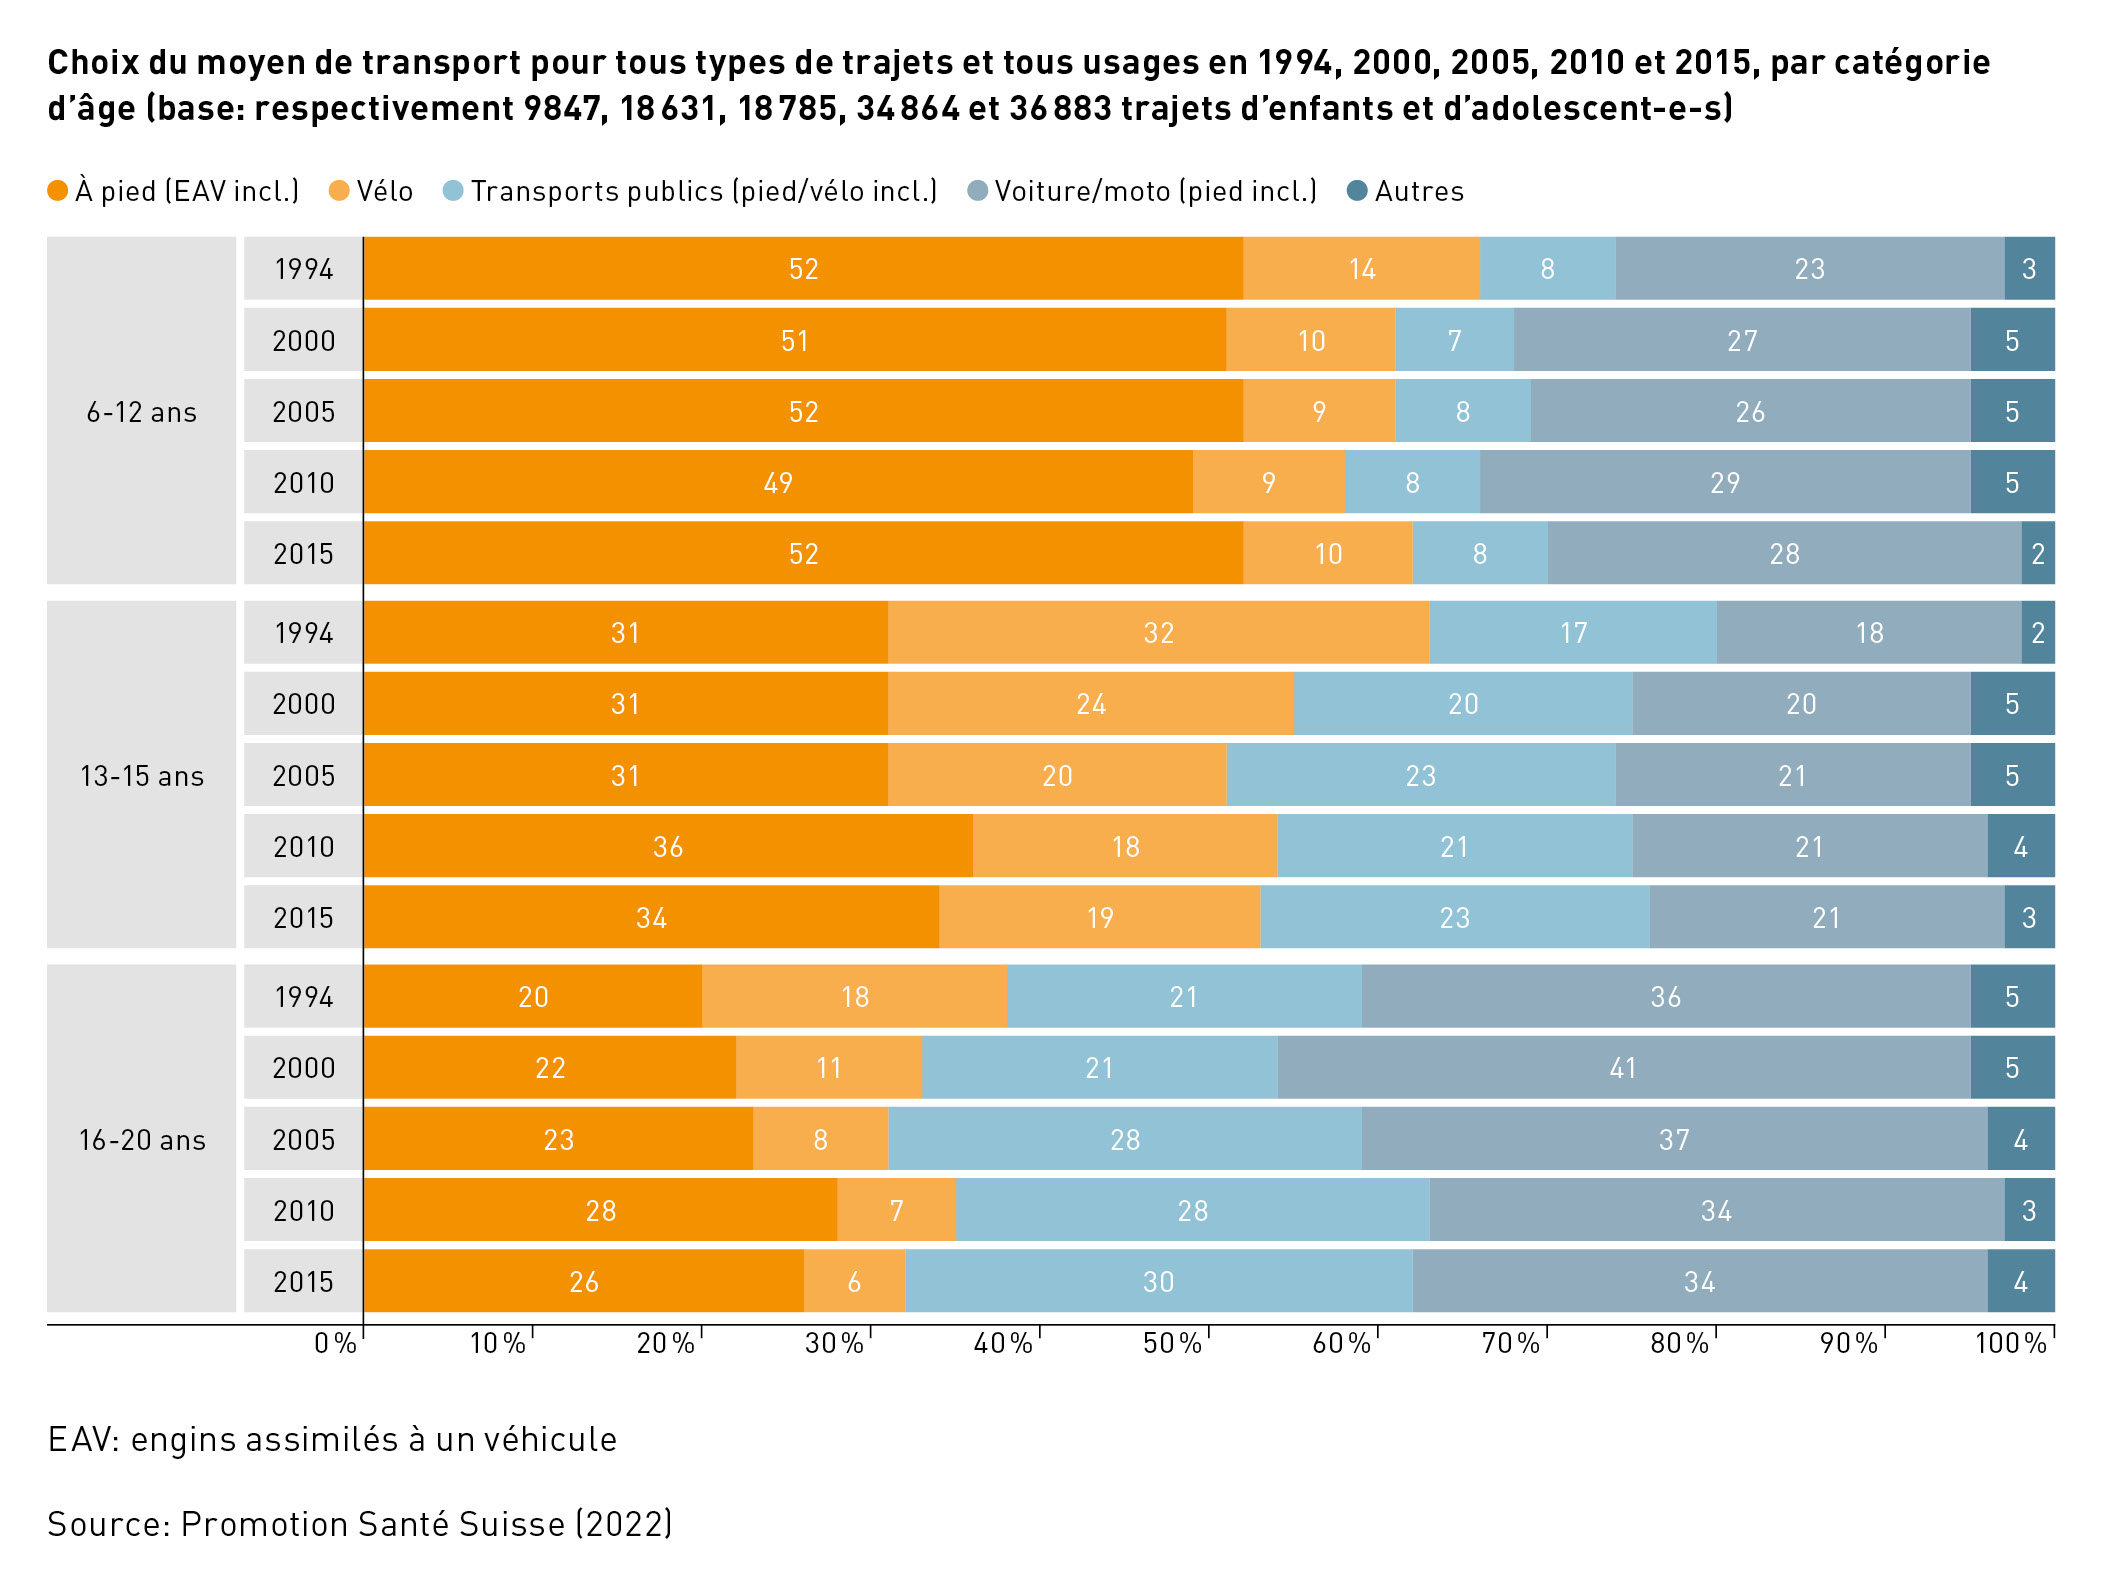 Choix du moyen de transport pour tous types de trajets et tous usages en 1994, 2000, 2005, 2010 et 2015, par catégorie
d’âge (base: respectivement 9847, 18 631, 18 785, 34 864 et 36 883 trajets d’enfants et d’adolescent-e-s)
À pied (EAV incl.) Vélo Transports publics (pied/vélo incl.) Voiture/moto (pied incl.) Autres
6-12 ans
1994 52 14 8 23 3
2000 51 10 7 27 5
2005 52 9 8 26 5
2010 49 9 8 29 5
2015 52 10 8 28 2
13-15 ans
1994 31 32 17 18 2
2000 31 24 20 20 5
2005 31 20 23 21 5
2010 36 18 21 21 4
2015 34 19 23 21 3
16-20 ans
1994 20 18 21 36 5
2000 22 11 21 41 5
2005 23 8 28 37 4
2010 28 7 28 34 3
2015 26 6 30 34 4
0% 10% 20% 30% 40% 50% 60% 70% 80% 90% 100%
EAV: engins assimilés à un véhicule
Source: Promotion Santé Suisse (2022)